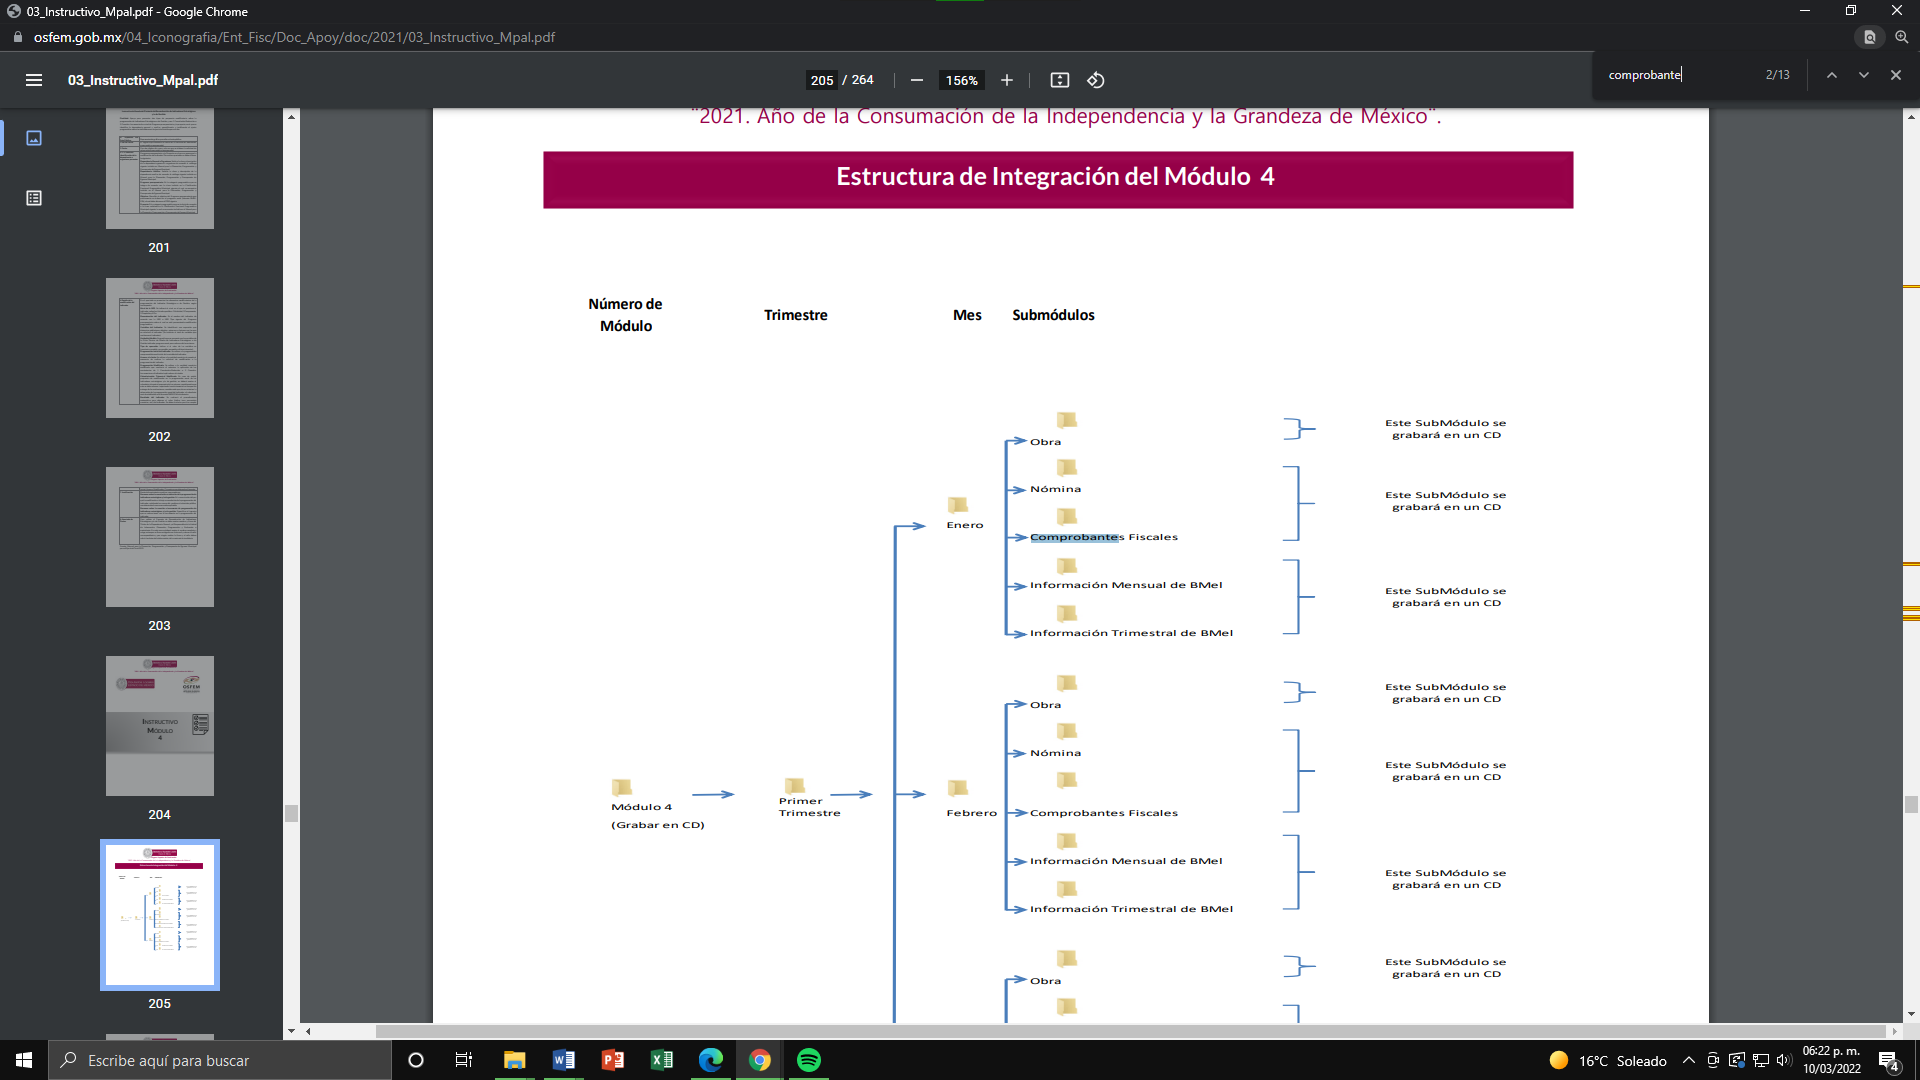 03_Instructivo_Mpal.pdf - Google Chrome
osfem.gob.mx/04_Iconografia/Ent_Fisc/Doc_Apoy/doc/2021/03_Instructivo_Mpal.pdf
03_Instructivo_Mpal.pdf
205 / 264
156%
comprobante
2/13
201
202
203
INSTRUCTIVO
MÓDULO
4
204
205
"2021. Año de la Consumación de la Independencia y la Grandeza de México".
Estructura de Integración del Módulo 4
Número de
Módulo
Trimestre
Mes
Submódulos
Obra
Este SubMódulo se
grabará en un CD
Nómina
Este SubMódulo se
grabará en un CD
Enero
Comprobantes Fiscales
Información Mensual de BMel
Este SubMódulo se
grabará en un CD
Información Trimestral de BMel
Obra
Este SubMódulo se
grabará en un CD
Nómina
Este SubMódulo se
grabará en un CD
Módulo 4
(Grabar en CD)
Primer
Trimestre
Febrero
Comprobantes Fiscales
Información Mensual de BMel
Este SubMódulo se
grabará en un CD
Información Trimestral de BMel
Obra
Este SubMódulo se
grabará en un CD
Escribe aquí para buscar
16°C Soleado
06:22 p. m.
10/03/2022
4